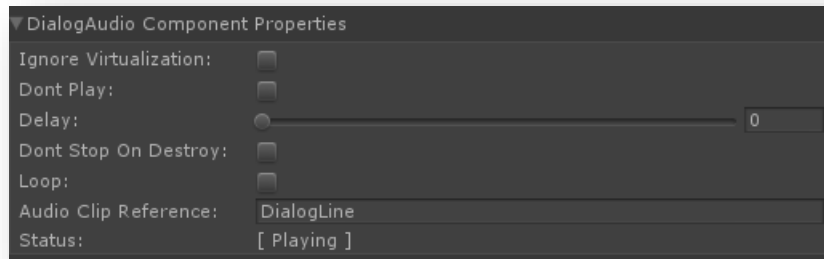 DialogAudio Component Properties
Ignore Virtualization:
Dont Play:
Delay: 0
Dont Stop On Destroy:
Loop:
Audio Clip Reference: DialogLine
Status: [ Playing ]